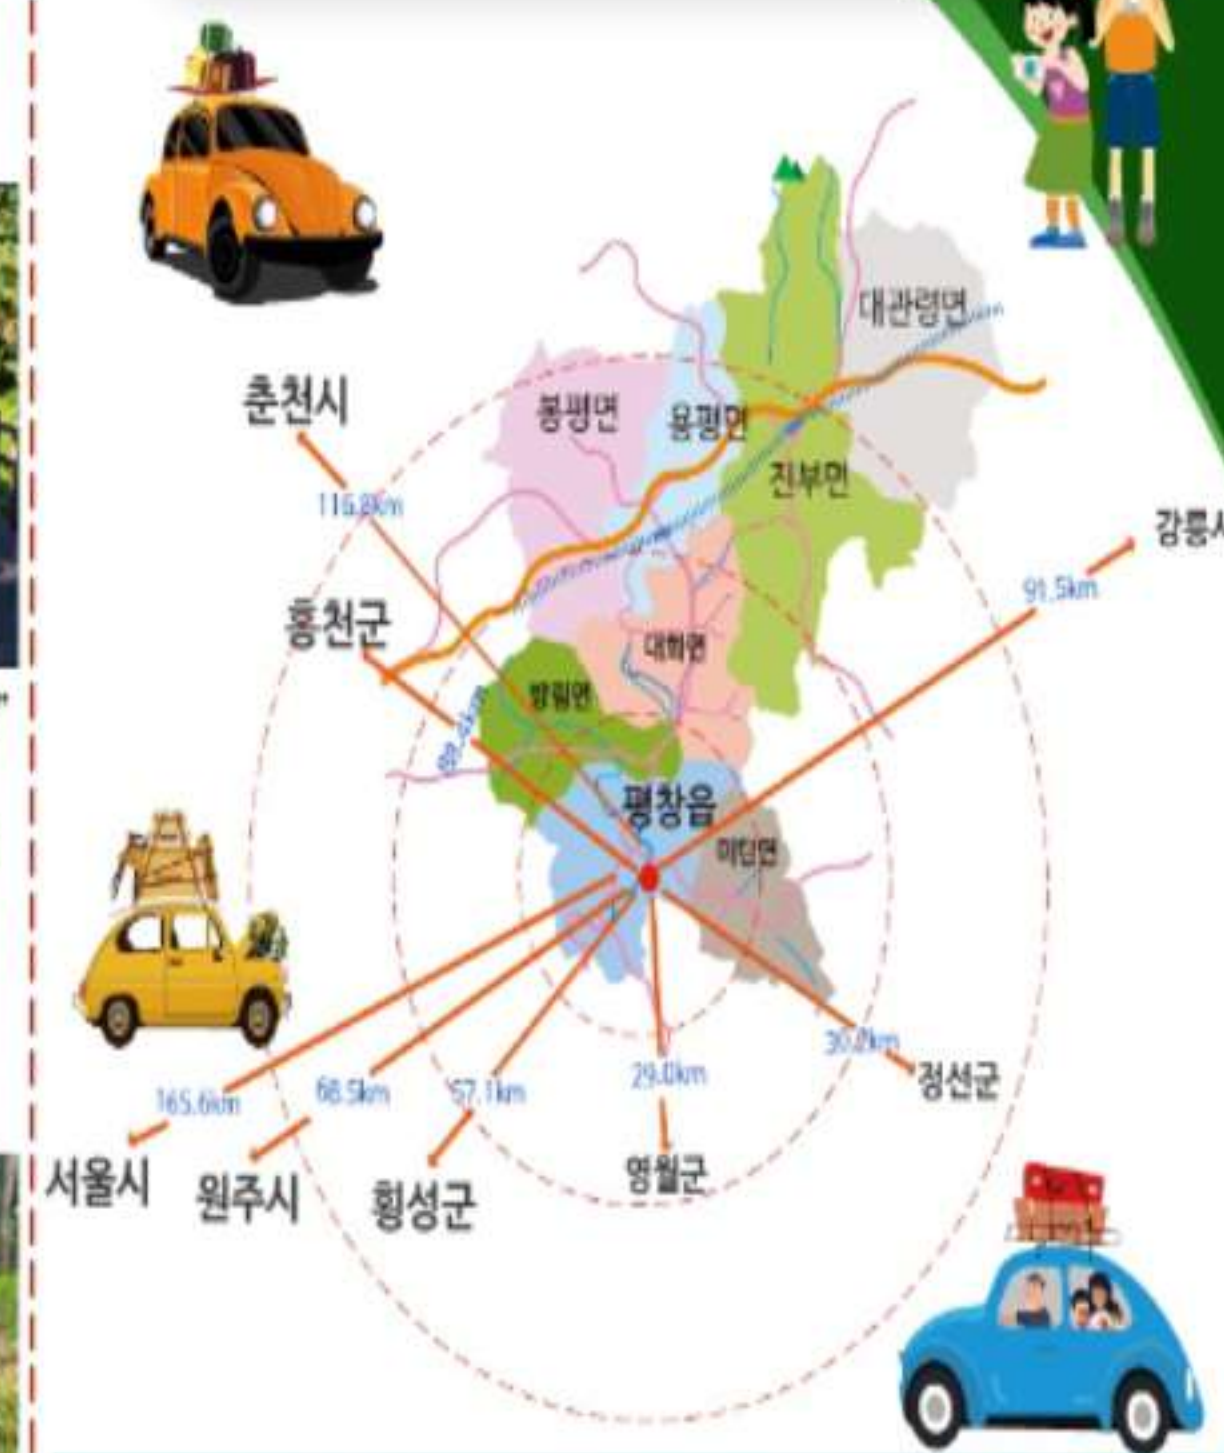 대관령면
춘천시
봉평면
용평면
116.8km
진부면
91.5km
홍천군
대화면
방림면
평창읍
미탄면
30.2km
29.0km
정선군
68.5km
57.1km
165.6km
영월군
서울시
원주시
횡성군